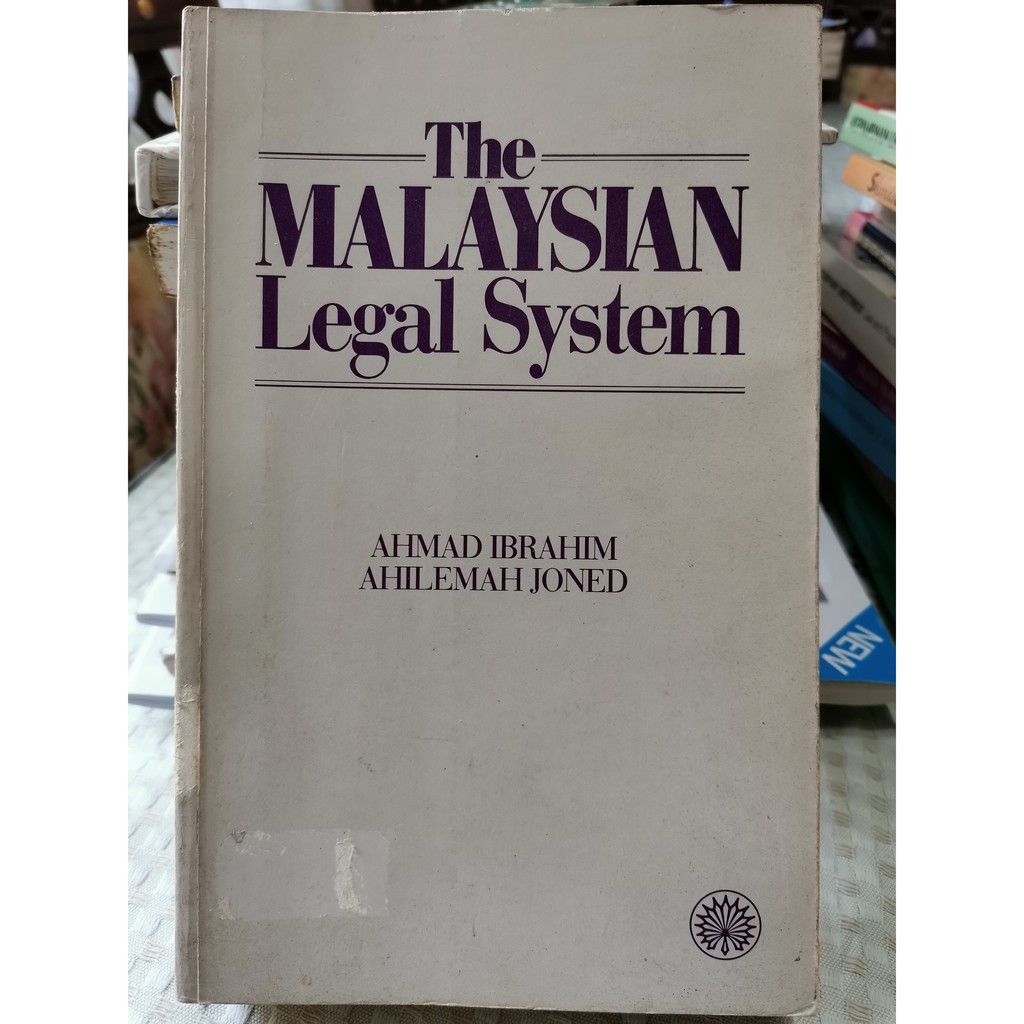 The
MALAYSIAN
Legal System
AHMAD IBRAHIM
AHILEMAH JONED
NEW